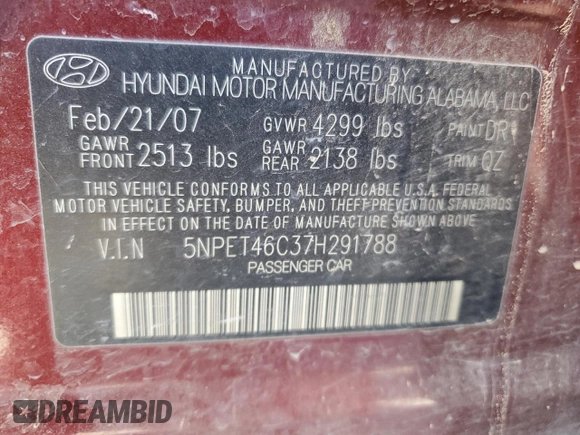 MANUFACTURED BY
HYUNDAI MOTOR MANUFACTURING ALABAMA, LLC
Feb/21/07 GVWR 4299 lbs PAINT DR
GAWR FRONT 2513 lbs GAWR REAR 2138 lbs TRIM QZ
THIS VEHICLE CONFORMS TO ALL APPLICABLE U.S.A. FEDERAL
MOTOR VEHICLE SAFETY, BUMPER, AND THEFT PREVENTION STANDARDS
IN EFFECT ON THE DATE OF MANUFACTURE SHOWN ABOVE.
V.I.N 5NPET46C37H291788
PASSENGER CAR
DREAMBID